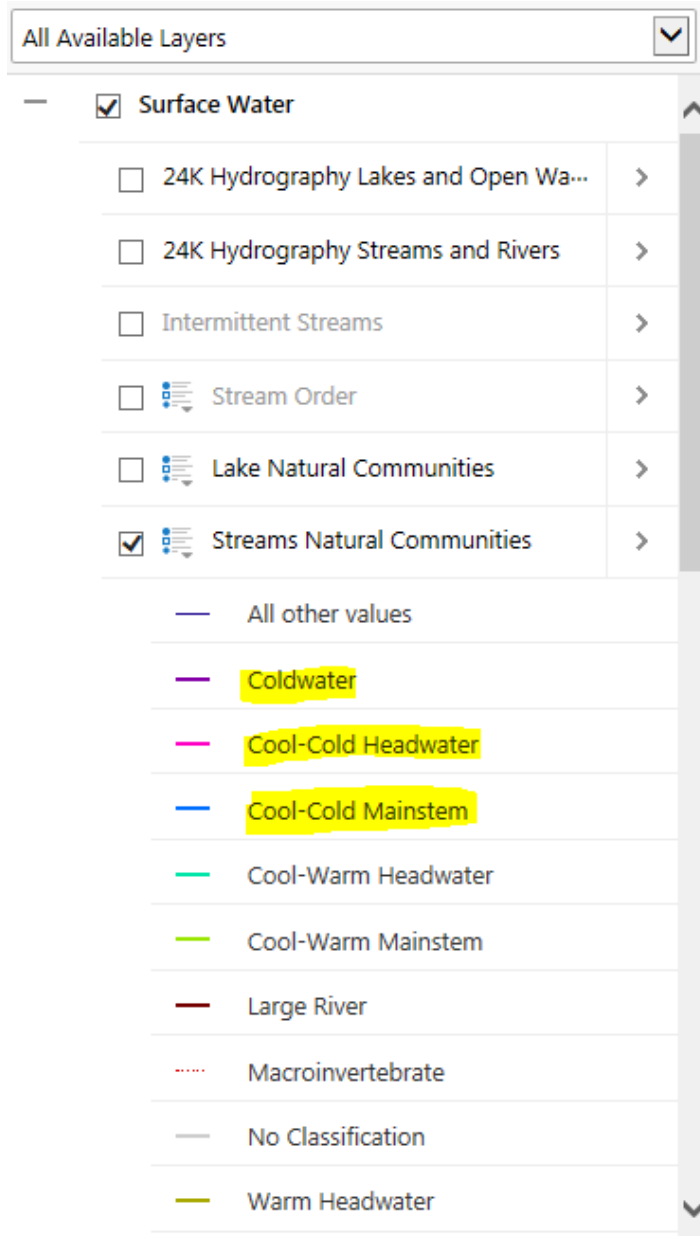 All Available Layers
Surface Water
24K Hydrography Lakes and Open Wa...
24K Hydrography Streams and Rivers
Intermittent Streams
Stream Order
Lake Natural Communities
Streams Natural Communities
All other values
Coldwater
Cool-Cold Headwater
Cool-Cold Mainstem
Cool-Warm Headwater
Cool-Warm Mainstem
Large River
Macroinvertebrate
No Classification
Warm Headwater